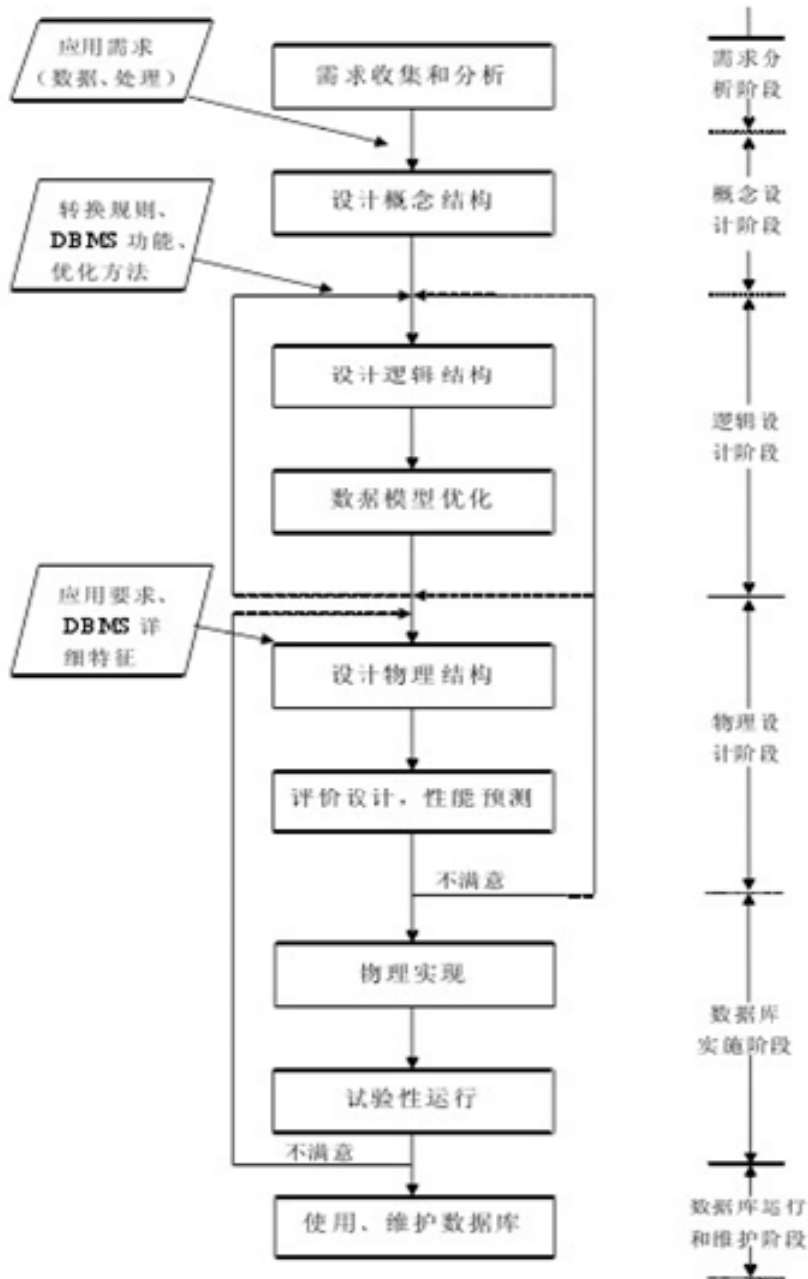 应用需求
（数据、处理）
需求收集和分析
需求分
析阶段
设计概念结构
概念设
计阶段
转换规则、
DBMS 功能、
优化方法
设计逻辑结构
逻辑设
计阶段
数据模型优化
应用要求、
DBMS 详
细特征
设计物理结构
物理设
计阶段
评价设计，性能预测
不满意
物理实现
数据库
实施阶段
试验性运行
不满意
使用、维护数据库
数据库运行
和维护阶段